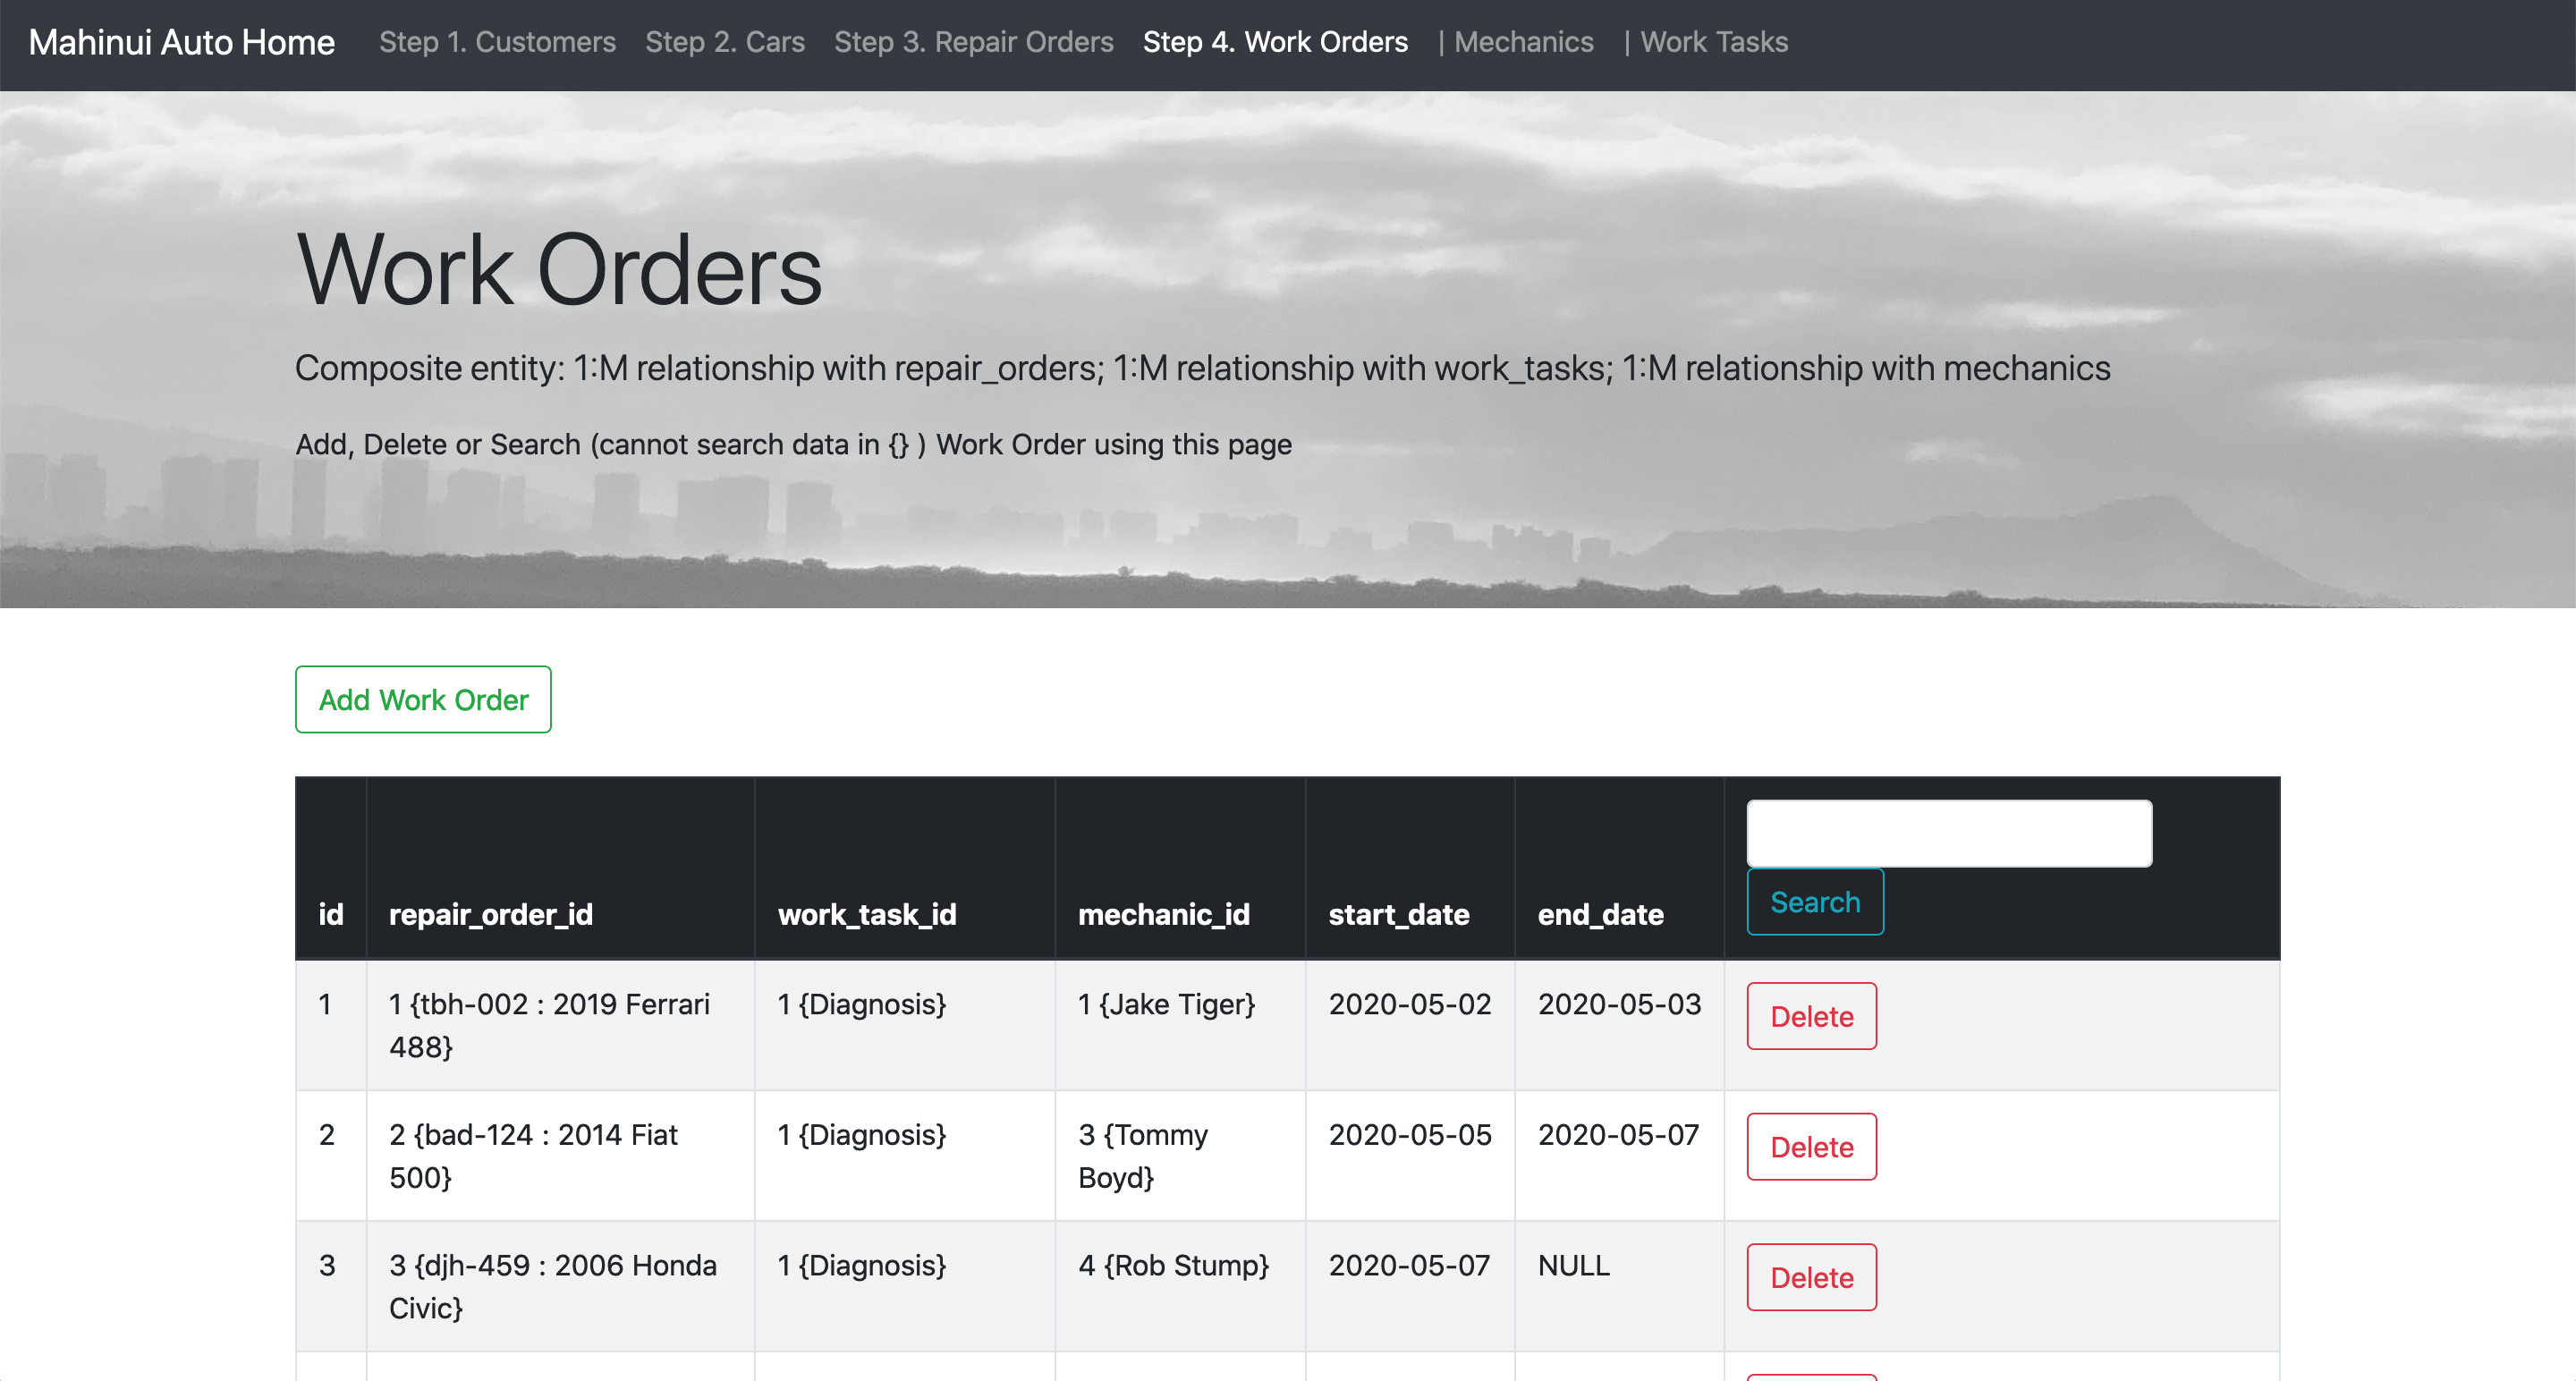 Mahinui Auto Home Step 1. Customers Step 2. Cars Step 3. Repair Orders Step 4. Work Orders | Mechanics | Work Tasks
Work Orders
Composite entity: 1:M relationship with repair_orders; 1:M relationship with work_tasks; 1:M relationship with mechanics
Add, Delete or Search (cannot search data in {} ) Work Order using this page
Add Work Order
id repair_order_id work_task_id mechanic_id start_date end_date Search
1 1 {tbh-002 : 2019 Ferrari 1 {Diagnosis} 1 {Jake Tiger} 2020-05-02 2020-05-03 Delete
488}
2 2 {bad-124 : 2014 Fiat 1 {Diagnosis} 3 {Tommy 2020-05-05 2020-05-07 Delete
500} Boyd}
3 3 {djh-459 : 2006 Honda 1 {Diagnosis} 4 {Rob Stump} 2020-05-07 NULL Delete
Civic}